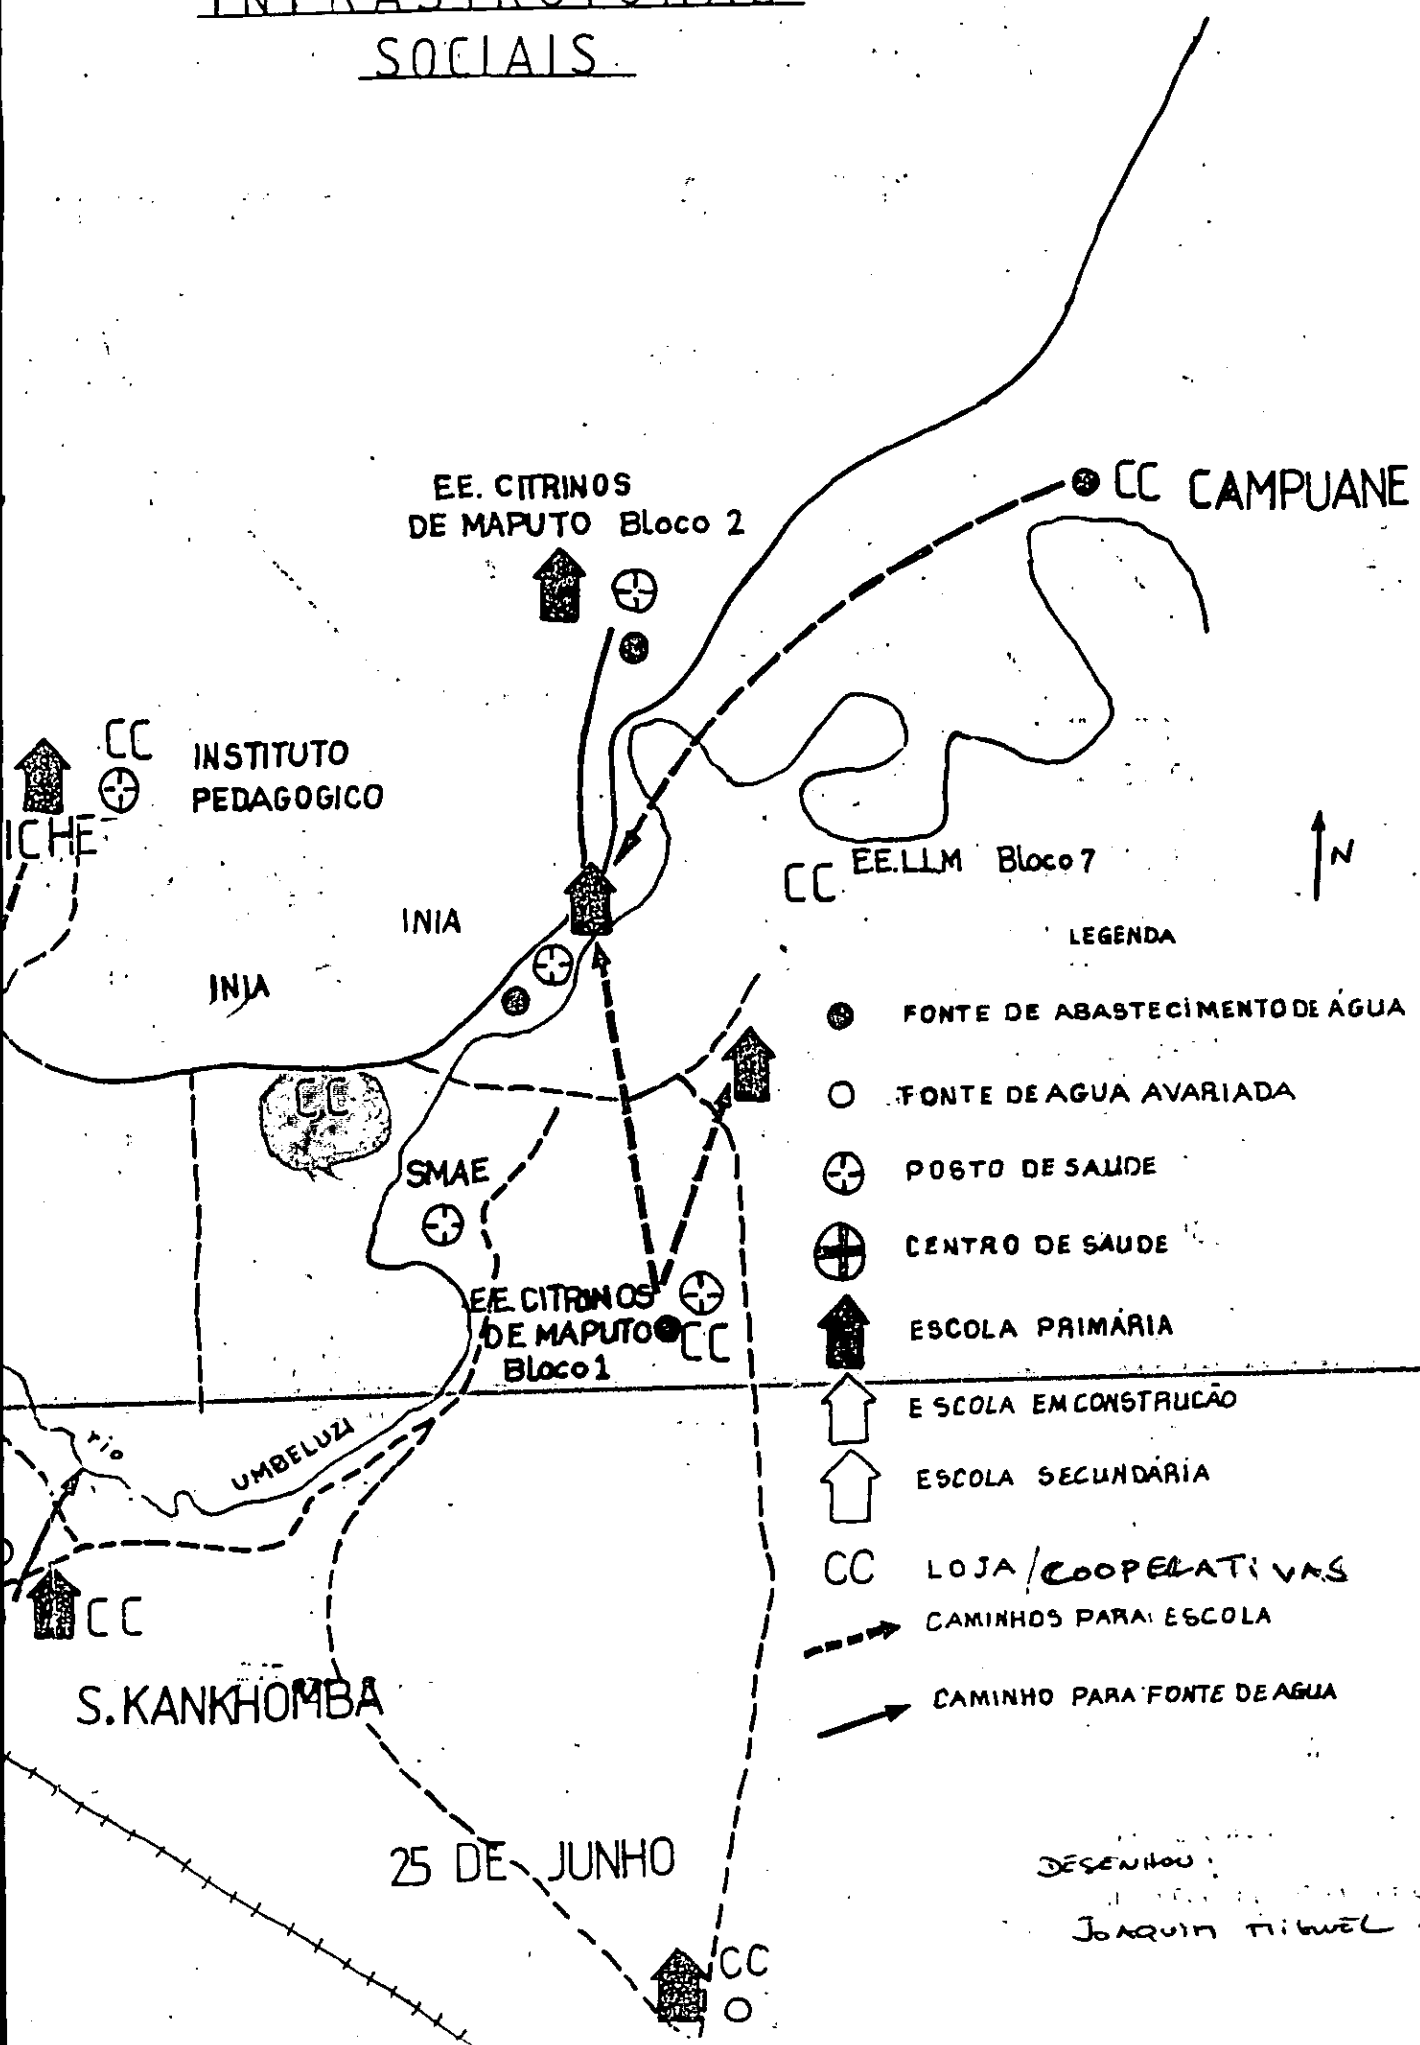 SOCIAIS
EE. CITRINOS
DE MAPUTO Bloco 2
CC CAMPUANE
CC
INSTITUTO
PEDAGOGICO
ICHE
EE.LLM Bloco 7
CC
N
INIA
INIA
LEGENDA
FONTE DE ABASTECIMENTO DE ÁGUA
FONTE DE AGUA AVARIADA
CC
SMAE
POSTO DE SAUDE
CENTRO DE SAUDE
E.E. CITRINOS
DE MAPUTO CC
Bloco 1
ESCOLA PRIMÁRIA
ESCOLA EM CONSTRUCÃO
rio
UMBELUZI
ESCOLA SECUNDÁRIA
CC LOJA/COOPERATIVAS
CC
CAMINHOS PARA ESCOLA
S.KANKHOMBA
CAMINHO PARA FONTE DE AGUA
25 DE JUNHO
DESENHOU:
JOAQUIM MIGUEL
CC